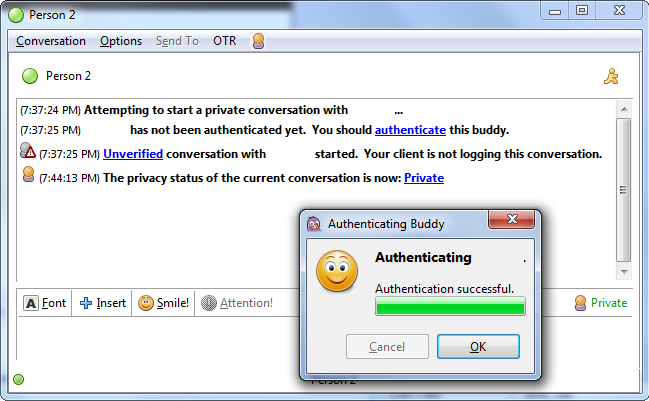 Person 2
Conversation Options Send To OTR
Person 2
(7:37:24 PM) Attempting to start a private conversation with ...
(7:37:25 PM) has not been authenticated yet. You should authenticate this buddy.
(7:37:25 PM) Unverified conversation with started. Your client is not logging this conversation.
(7:44:13 PM) The privacy status of the current conversation is now: Private
Authenticating Buddy
Authenticating .
Authentication successful.
Cancel OK
A Font Insert Smile! Attention! Private
Person 2